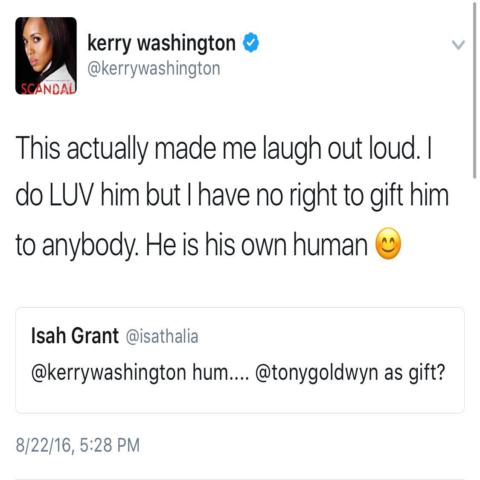 SCANDAL
kerry washington
@kerrywashington
This actually made me laugh out loud. I
do LUV him but I have no right to gift him
to anybody. He is his own human 😊
Isah Grant @isathalia
@kerrywashington hum.... @tonygoldwyn as gift?
8/22/16, 5:28 PM